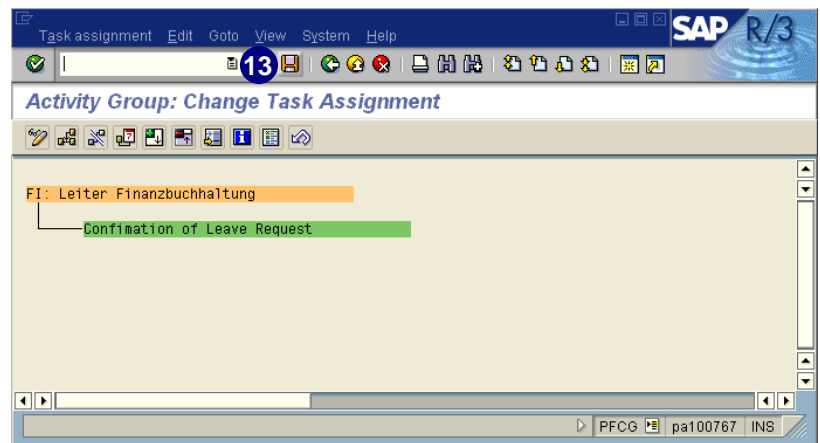 Task assignment Edit Goto View System Help
SAP R/3
13
Activity Group: Change Task Assignment
FI: Leiter Finanzbuchhaltung
Confimation of Leave Request
PFCG pa100767 INS